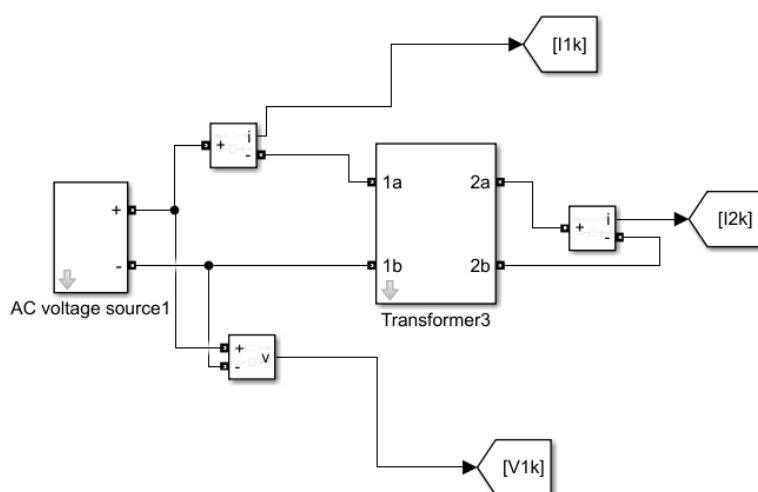 [I1k]
i
+
-
1a
2a
[I2k]
i
+
-
+
-
1b
2b
AC voltage source1
Transformer3
+
-
v
[V1k]